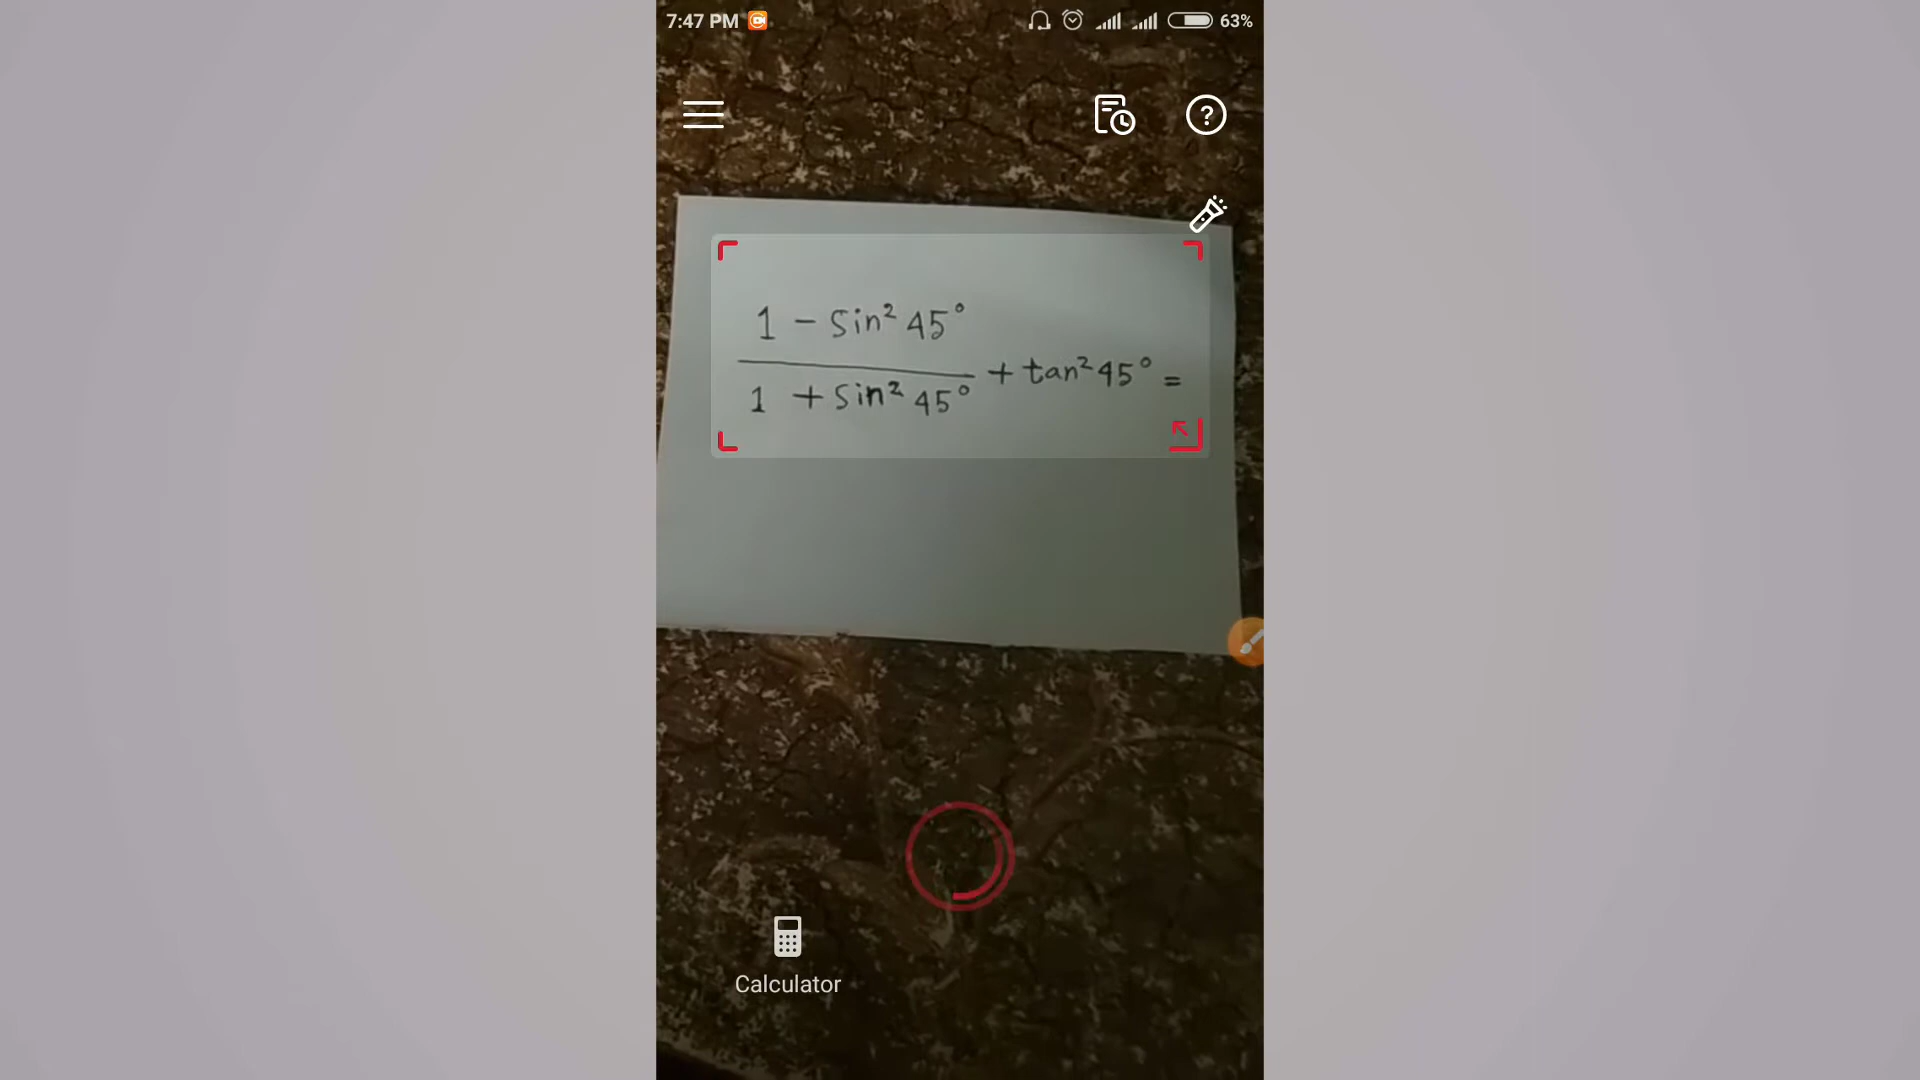 7:47 PM 63%
1 - Sin² 45°
1 + Sin² 45° + tan² 45° =
Calculator